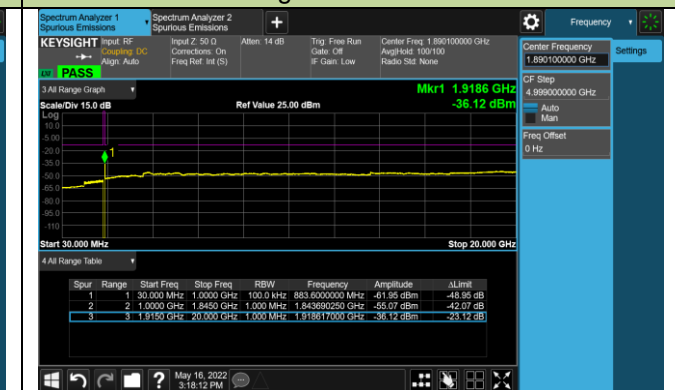 Spectrum Analyzer 1
Spurious Emissions
Spectrum Analyzer 2
Spurious Emissions
Frequency
KEYSIGHT
Input: RF
Coupling: DC
Align: Auto
Input Z: 50 Ω
Corrections: On
Freq Ref: Int (S)
Atten: 14 dB
Trig: Free Run
Gate: Off
IF Gain: Low
Center Freq: 1.890100000 GHz
Avg|Hold: 100/100
Radio Std: None
PASS
Center Frequency
1.890100000 GHz
Settings
CF Step
4.999000000 GHz
Auto
Man
Freq Offset
0 Hz
3 All Range Graph
Mkr1 1.9186 GHz
-36.12 dBm
Scale/Div 15.0 dB
Ref Value 25.00 dBm
Log
10.0
-5.00
-20.0
-35.0
-50.0
-65.0
-80.0
-95.0
-110
1
Start 30.000 MHz
Stop 20.000 GHz
4 All Range Table
Spur Range Start Freq Stop Freq RBW Frequency Amplitude ΔLimit
1 1 30.000 MHz 1.0000 GHz 100.0 kHz 883.6000000 MHz -61.95 dBm -48.95 dB
2 2 1.0000 GHz 1.8450 GHz 1.000 MHz 1.843690250 GHz -55.07 dBm -42.07 dB
3 3 1.9150 GHz 20.000 GHz 1.000 MHz 1.918617000 GHz -36.12 dBm -23.12 dB
May 16, 2022
3:18:12 PM